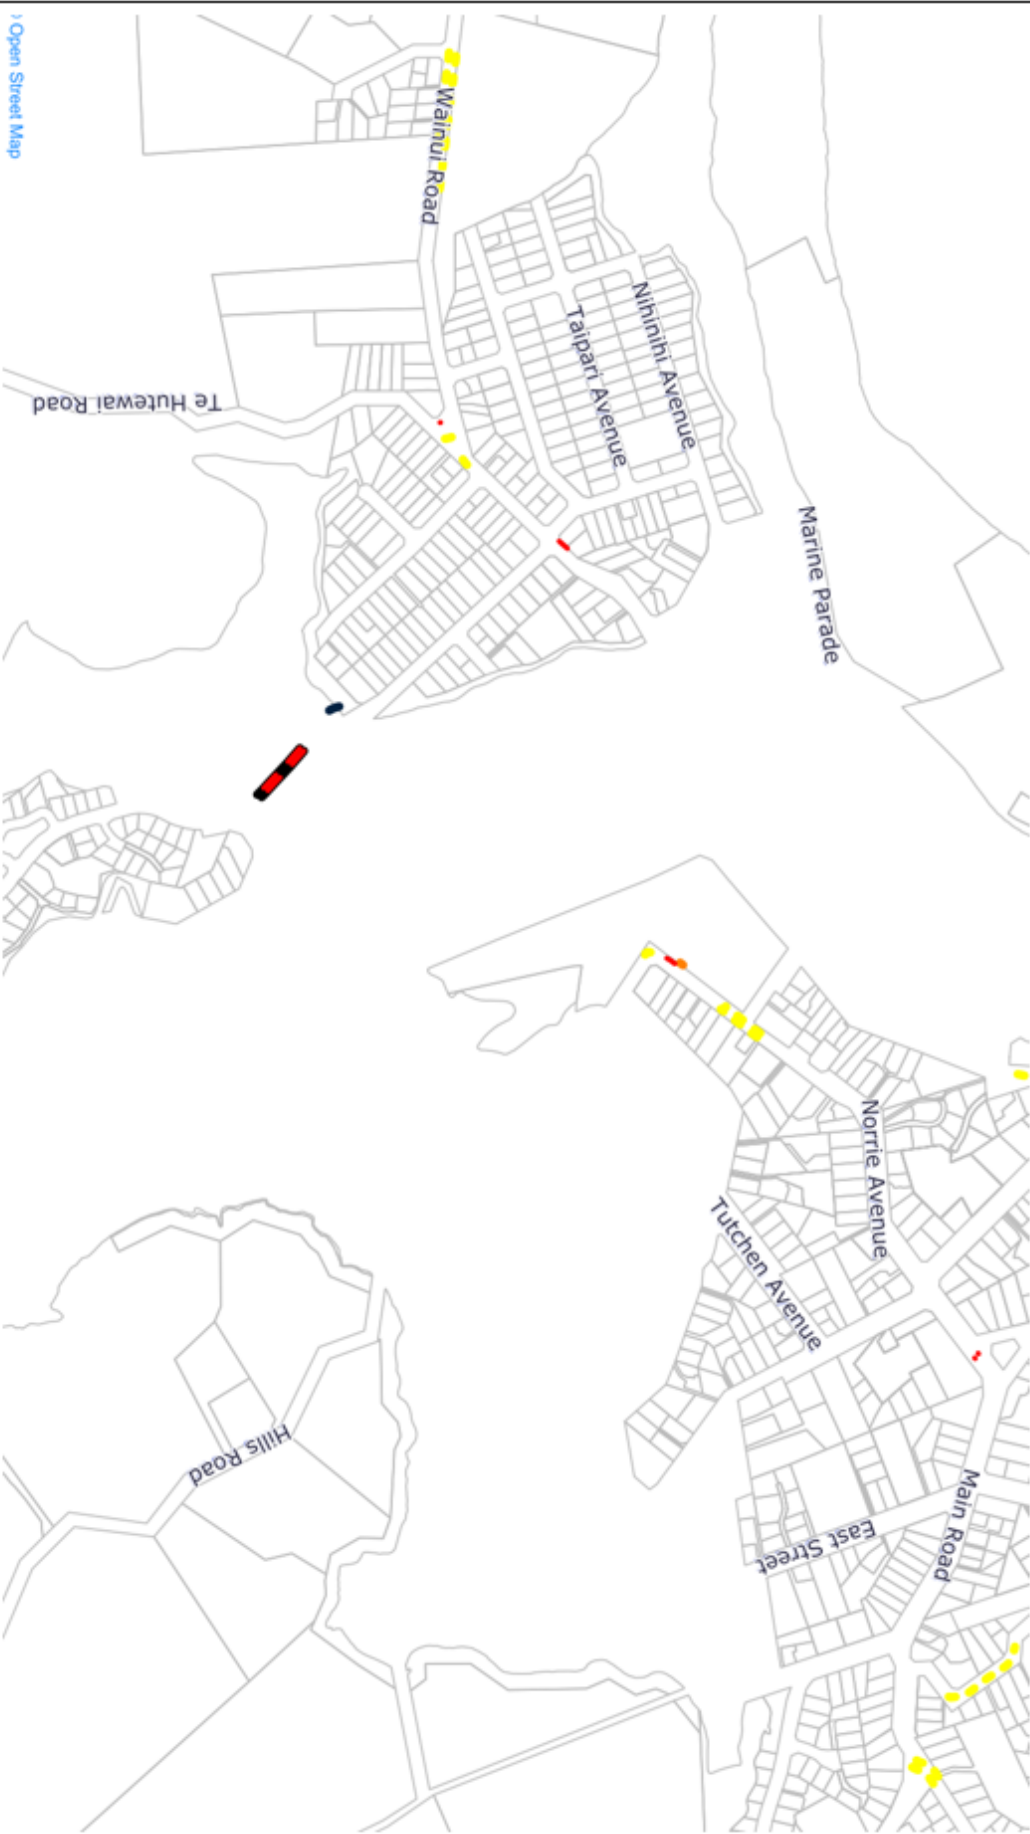 Open Street Map
Wainui Road
Nihinihi Avenue
Taipari Avenue
Te Hutewai Road
Marine Parade
Norrie Avenue
Tutchen Avenue
Hills Road
Main Road
East Street